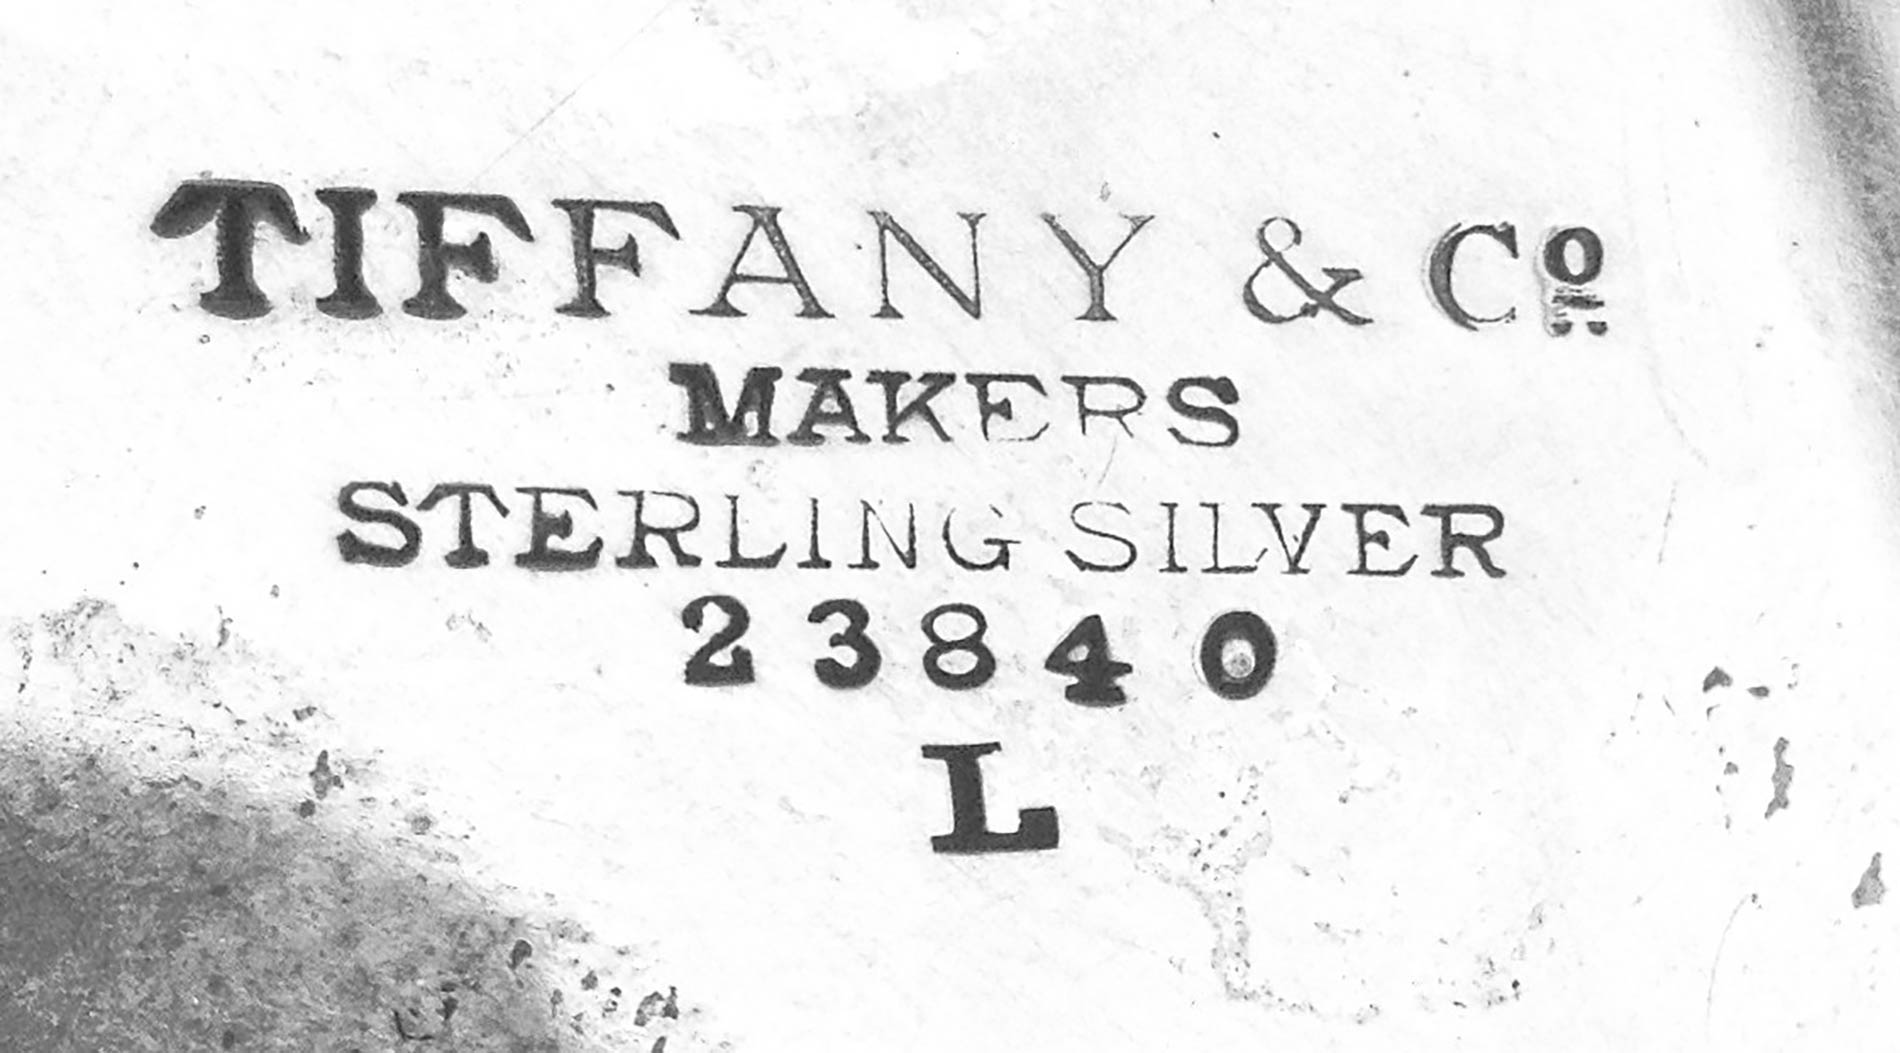 TIFFANY & Cº
MAKERS
STERLING SILVER
23840
L